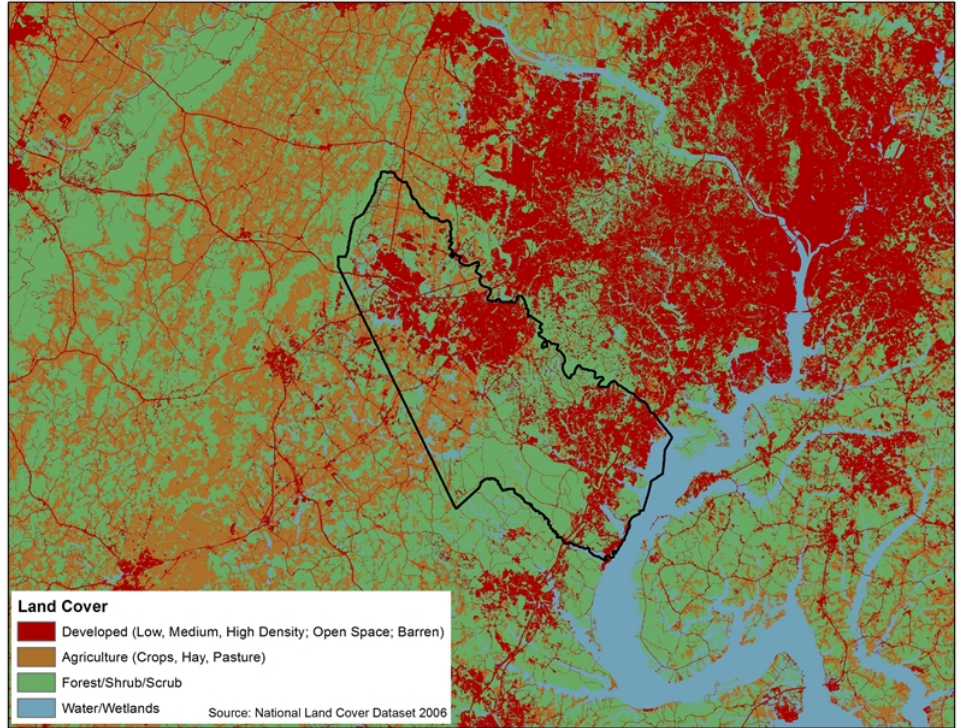 Land Cover
Developed (Low, Medium, High Density; Open Space; Barren)
Agriculture (Crops, Hay, Pasture)
Forest/Shrub/Scrub
Water/Wetlands
Source: National Land Cover Dataset 2006